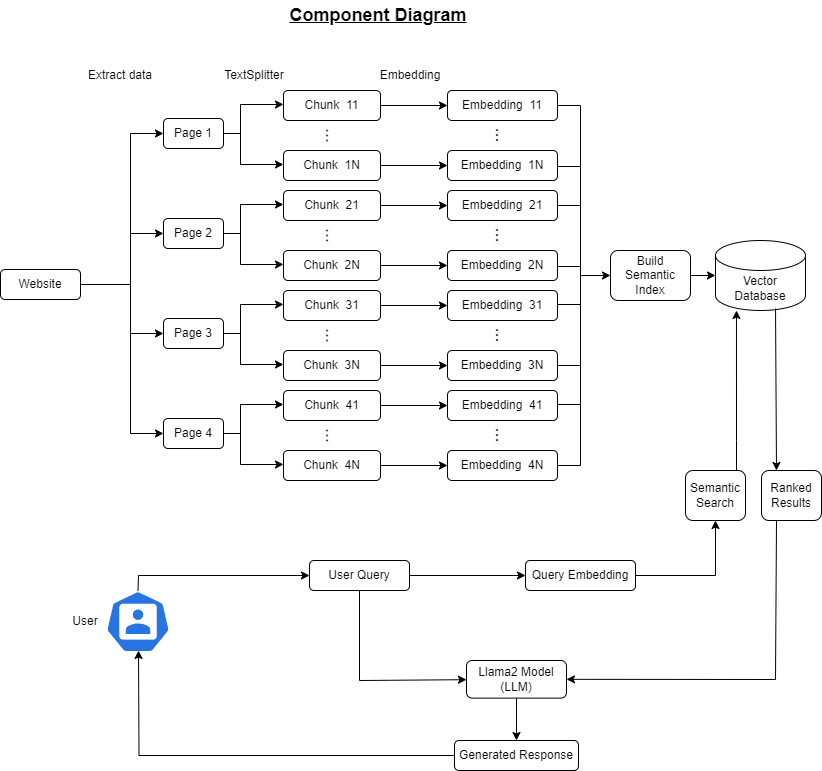 Component Diagram
Extract data
TextSplitter
Embedding
Chunk 11
Embedding 11
Page 1
Chunk 1N
Embedding 1N
Chunk 21
Embedding 21
Page 2
Chunk 2N
Embedding 2N
Website
Build
Semantic
Index
Vector
Database
Chunk 31
Embedding 31
Page 3
Chunk 3N
Embedding 3N
Chunk 41
Embedding 41
Page 4
Chunk 4N
Embedding 4N
Semantic
Search
Ranked
Results
User Query
Query Embedding
User
Llama2 Model
(LLM)
Generated Response